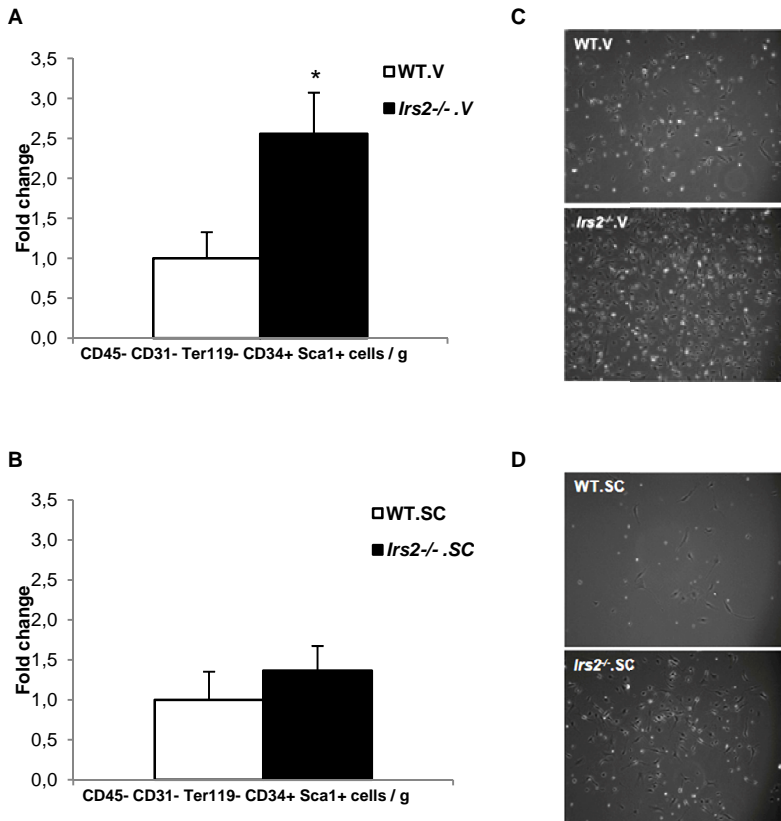 A
Fold change
3,5
3,0
2,5
2,0
1,5
1,0
0,5
0,0
*
WT.V
Irs2-/- .V
CD45- CD31- Ter119- CD34+ Sca1+ cells / g
C
WT.V
Irs2-/-.V
B
Fold change
3,5
3,0
2,5
2,0
1,5
1,0
0,5
0,0
WT.SC
Irs2-/- .SC
CD45- CD31- Ter119- CD34+ Sca1+ cells / g
D
WT.SC
Irs2-/-.SC